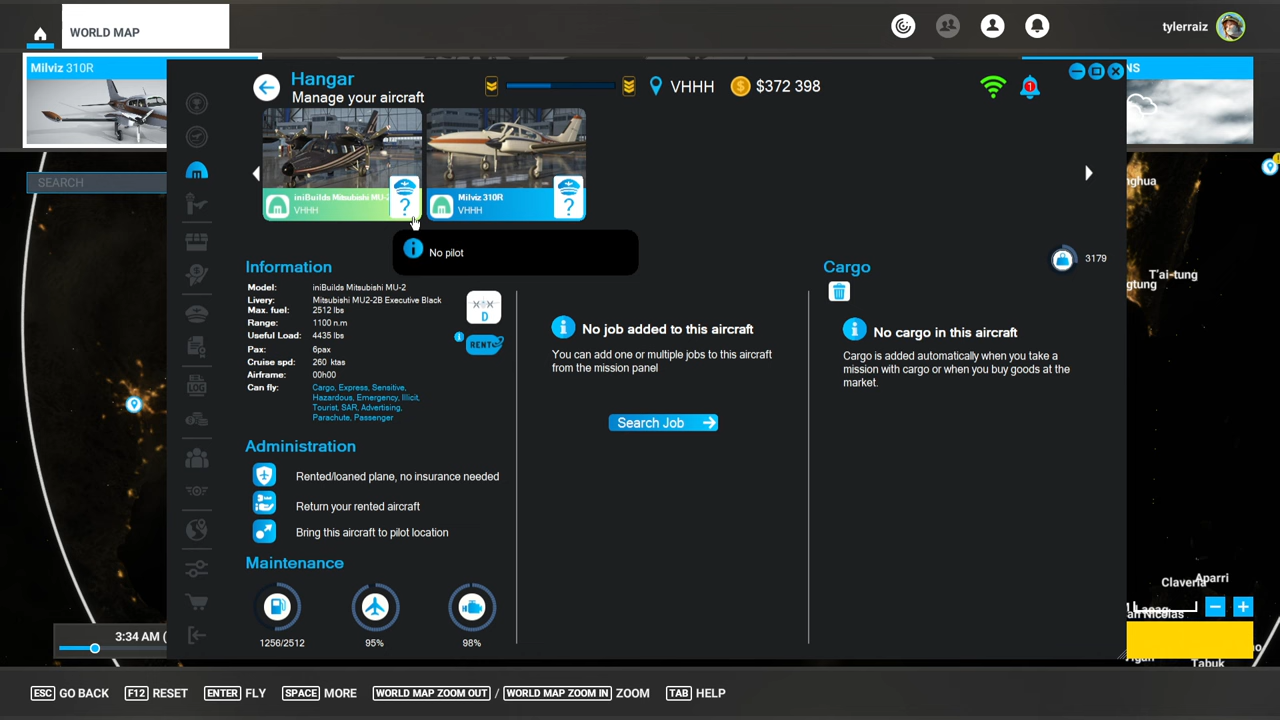 WORLD MAP
tylerraiz
Milviz 310R
NS
Hangar
Manage your aircraft
VHHH
$372 398
1
SEARCH
iniBuilds Mitsubishi MU-2
VHHH
?
Milviz 310R
VHHH
?
No pilot
Information
Model: iniBuilds Mitsubishi MU-2
Livery: Mitsubishi MU2-2B Executive Black
Max. fuel: 2512 lbs
Range: 1100 n.m
Useful Load: 4435 lbs
Pax: 6pax
Cruise spd: 260 ktas
Airframe: 00h00
Can fly: Cargo, Express, Sensitive,
Hazardous, Emergency, Illicit,
Tourist, SAR, Advertising,
Parachute, Passenger
D
RENT
Administration
Rented/loaned plane, no insurance needed
Return your rented aircraft
Bring this aircraft to pilot location
Maintenance
1256/2512
95%
98%
No job added to this aircraft
You can add one or multiple jobs to this aircraft
from the mission panel
Search Job
Cargo
3179
No cargo in this aircraft
Cargo is added automatically when you take a
mission with cargo or when you buy goods at the
market.
LOG
T'ai-tung
Claveria
Aparri
Tabuk
3:34 AM (
ESC GO BACK
F12 RESET
ENTER FLY
SPACE MORE
WORLD MAP ZOOM OUT / WORLD MAP ZOOM IN ZOOM
TAB HELP